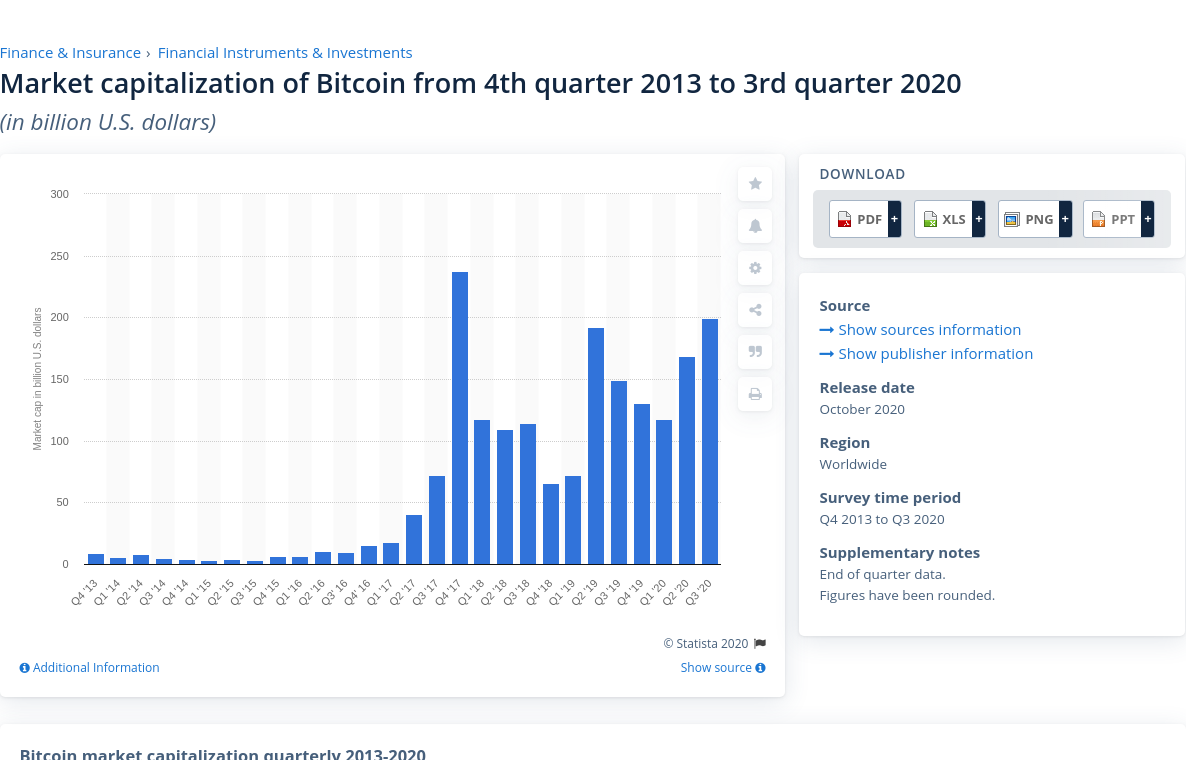 Finance & Insurance › Financial Instruments & Investments
Market capitalization of Bitcoin from 4th quarter 2013 to 3rd quarter 2020
(in billion U.S. dollars)
300
250
200
150
100
50
0
Market cap in billion U.S. dollars
Q4 '13
Q1 '14
Q2 '14
Q3 '14
Q4 '14
Q1 '15
Q2 '15
Q3 '15
Q4 '15
Q1 '16
Q2 '16
Q3' 16
Q4' 16
Q1 '17
Q2 '17
Q3 '17
Q4 '17
Q1 '18
Q2 '18
Q3 '18
Q4 '18
Q1 '19
Q2 '19
Q3 '19
Q4 '19
Q1 '20
Q2 '20
Q3 '20
© Statista 2020
Additional Information
Show source
DOWNLOAD
PDF +
XLS +
PNG +
PPT +
Source
Show sources information
Show publisher information
Release date
October 2020
Region
Worldwide
Survey time period
Q4 2013 to Q3 2020
Supplementary notes
End of quarter data.
Figures have been rounded.
Bitcoin market capitalization quarterly 2013-2020